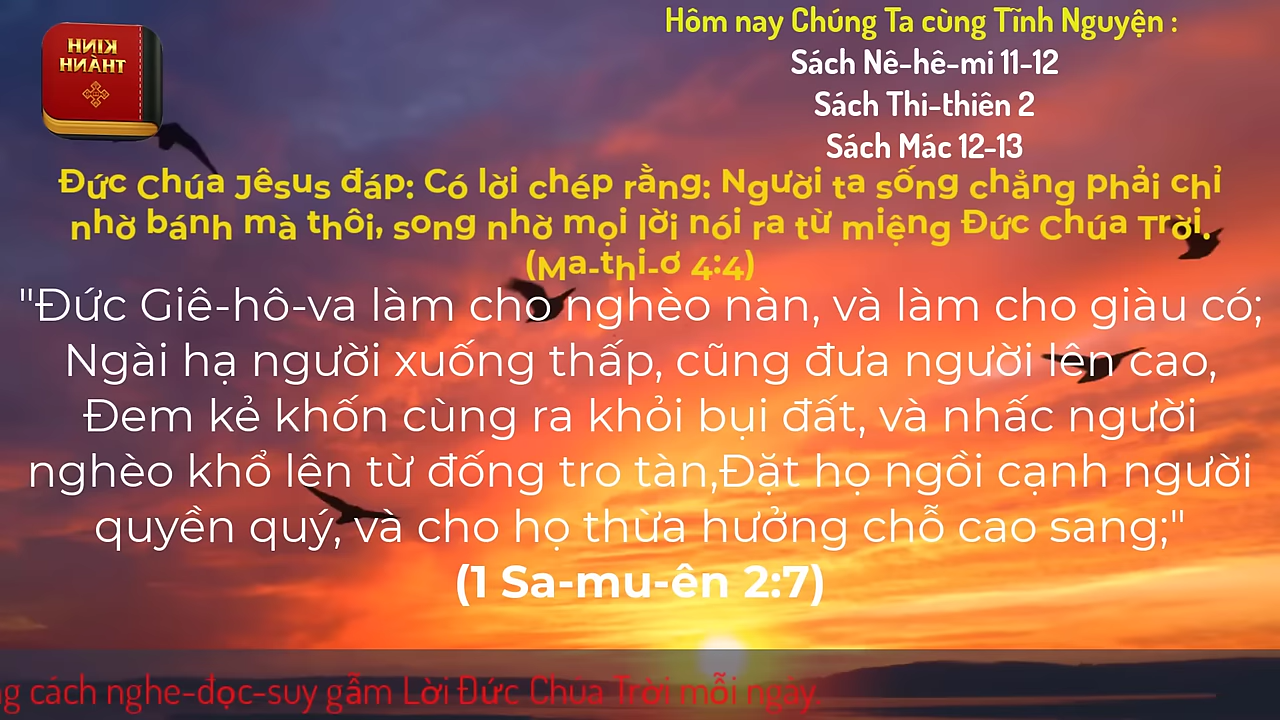 KINH
THÁNH
Hôm nay Chúng Ta cùng Tĩnh Nguyện :
Sách Nê-hê-mi 11-12
Sách Thi-thiên 2
Sách Mác 12-13
Đức Chúa Jêsus đáp: Có lời chép rằng: Người ta sống chẳng phải chỉ
nhờ bánh mà thôi, song nhờ mọi lời nói ra từ miệng Đức Chúa Trời.
(Ma-thi-ơ 4:4)
"Đức Giê-hô-va làm cho nghèo nàn, và làm cho giàu có;
Ngài hạ người xuống thấp, cũng đưa người lên cao,
Đem kẻ khốn cùng ra khỏi bụi đất, và nhấc người
nghèo khổ lên từ đống tro tàn,Đặt họ ngồi cạnh người
quyền quý, và cho họ thừa hưởng chỗ cao sang;"
(1 Sa-mu-ên 2:7)
cách nghe-đọc-suy gẫm Lời Đức Chúa Trời mỗi ngày.